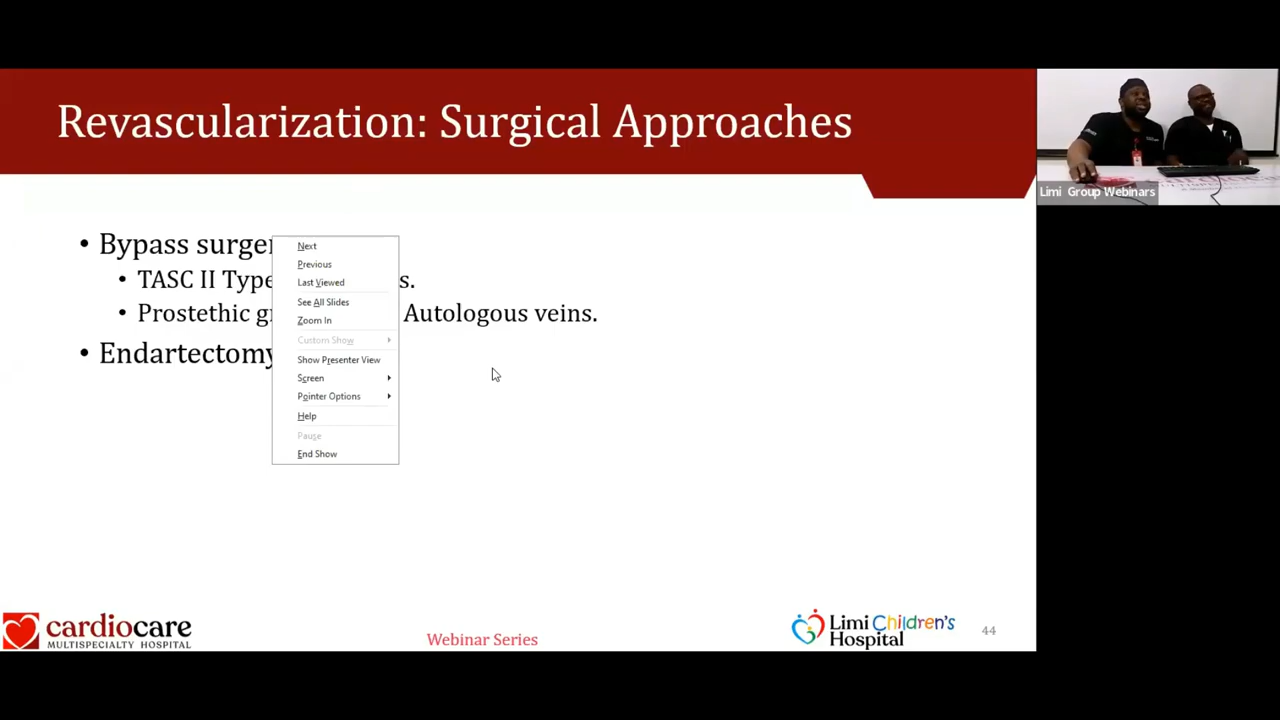 Revascularization: Surgical Approaches
Limi Group Webinars
• Bypass surger
• TASC II Type s.
• Prostethic g Autologous veins.
• Endartectomy
Next
Previous
Last Viewed
See All Slides
Zoom In
Custom Show
Show Presenter View
Screen
Pointer Options
Help
Pause
End Show
cardiocare
MULTISPECIALTY HOSPITAL
Webinar Series
Limi Children's
Hospital
44